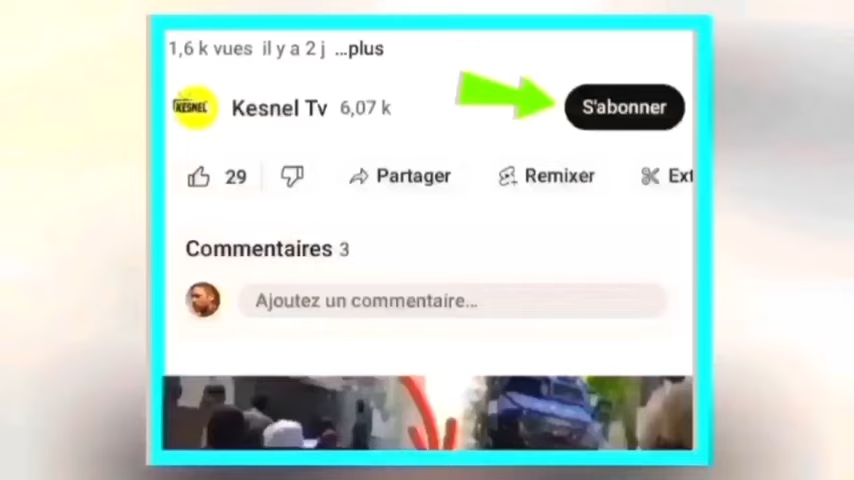 1,6 k vues il y a 2 j ...plus
KESNEL
Kesnel Tv 6,07 k
S'abonner
29
Partager
Remixer
Ext
Commentaires 3
Ajoutez un commentaire...